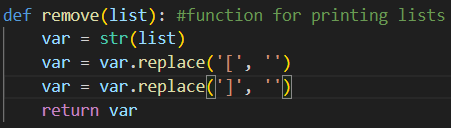 def remove(list): #function for printing lists
    var = str(list)
    var = var.replace('[', '')
    var = var.replace(']', '')
    return var